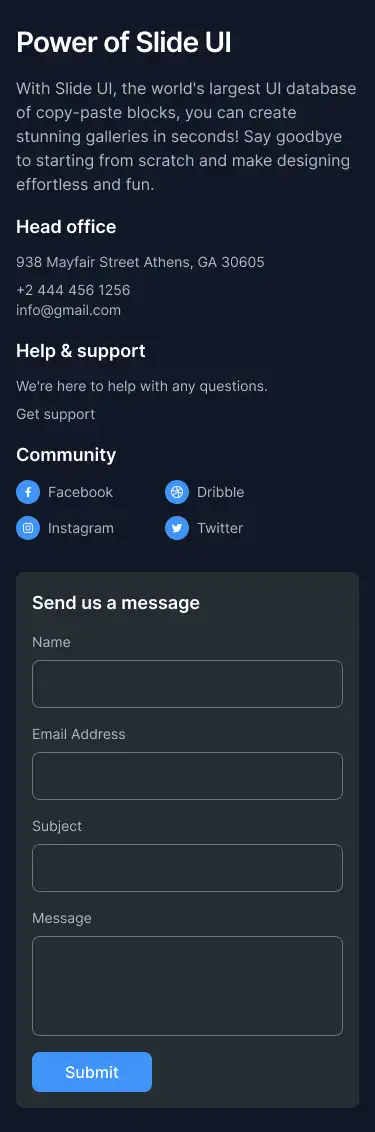 Power of Slide UI
With Slide UI, the world's largest UI database
of copy-paste blocks, you can create
stunning galleries in seconds! Say goodbye
to starting from scratch and make designing
effortless and fun.
Head office
938 Mayfair Street Athens, GA 30605
+2 444 456 1256
info@gmail.com
Help & support
We're here to help with any questions.
Get support
Community
Facebook
Dribble
Instagram
Twitter
Send us a message
Name
Email Address
Subject
Message
Submit